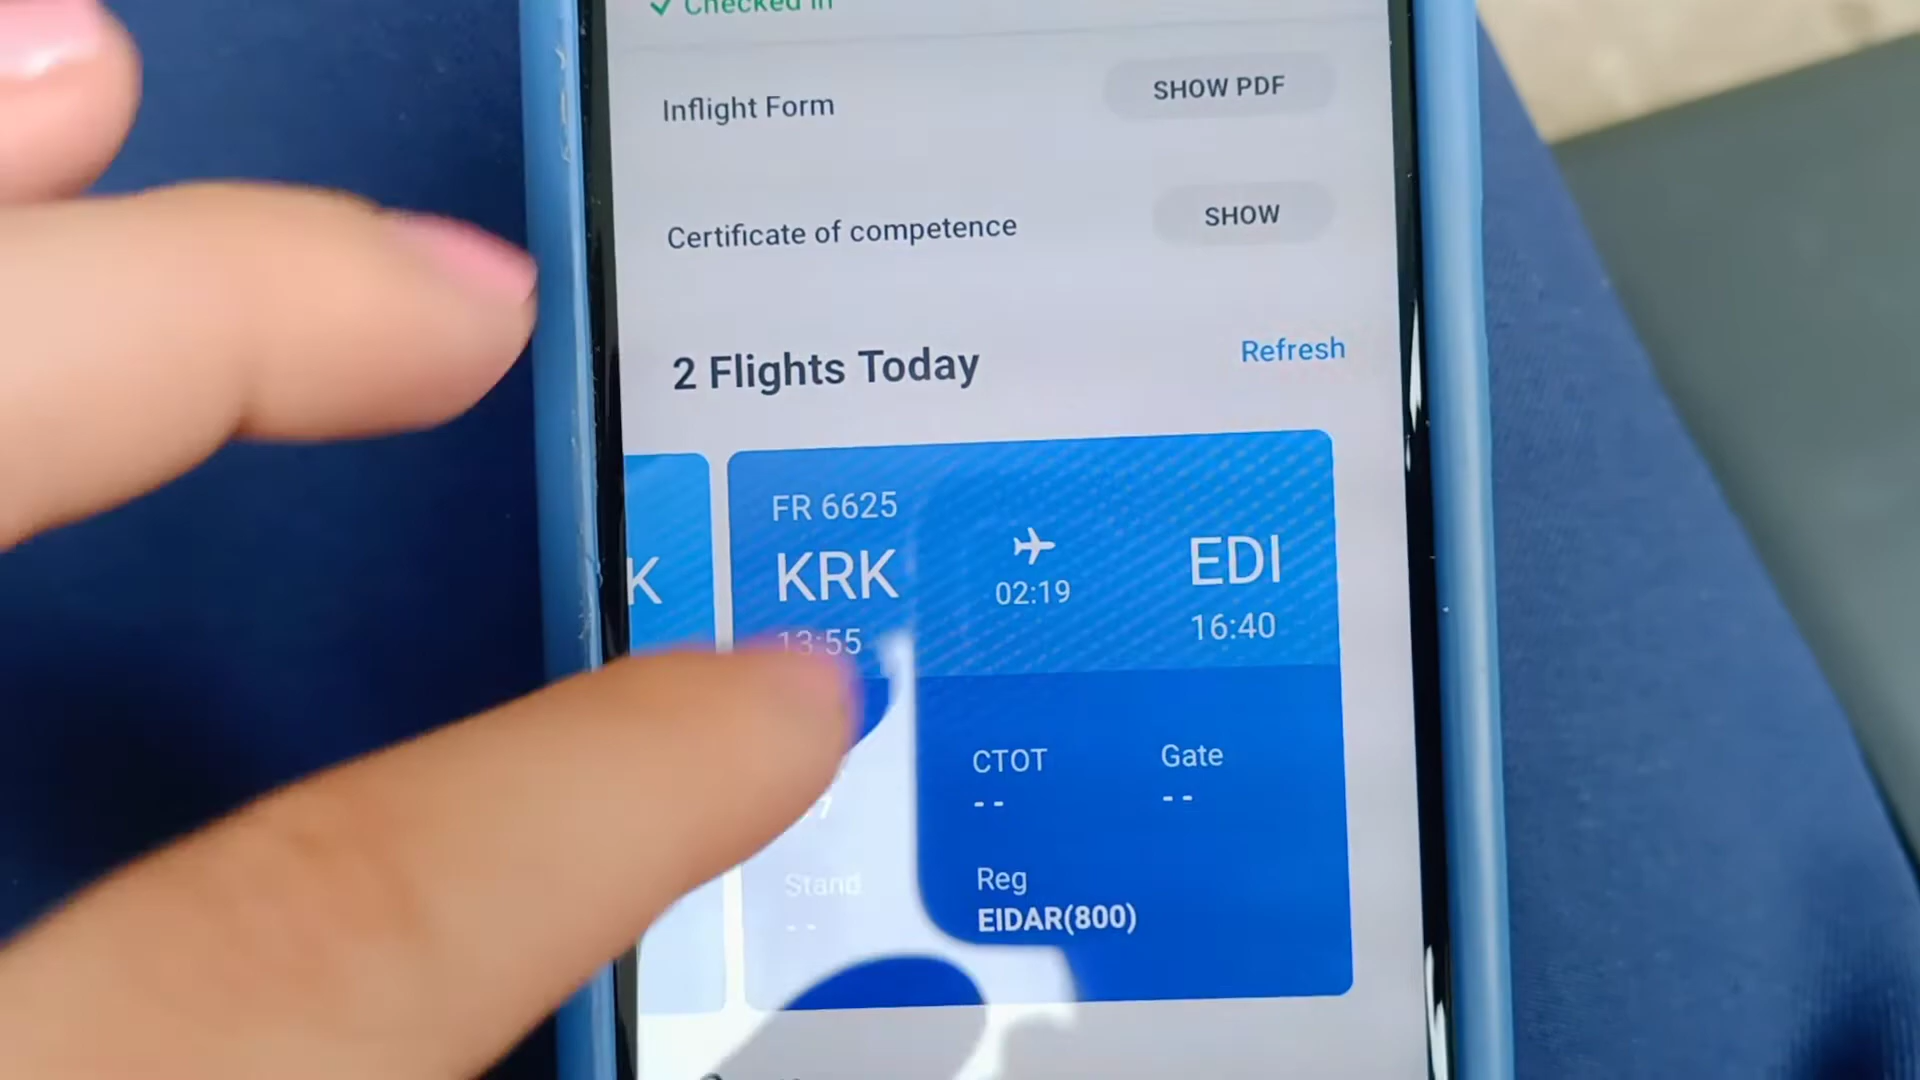 Checked in
Inflight Form
SHOW PDF
Certificate of competence
SHOW
2 Flights Today
Refresh
K
FR 6625
KRK
02:19
EDI
13:55
16:40
CTOT
Gate
--
--
Stand
--
Reg
EIDAR(800)